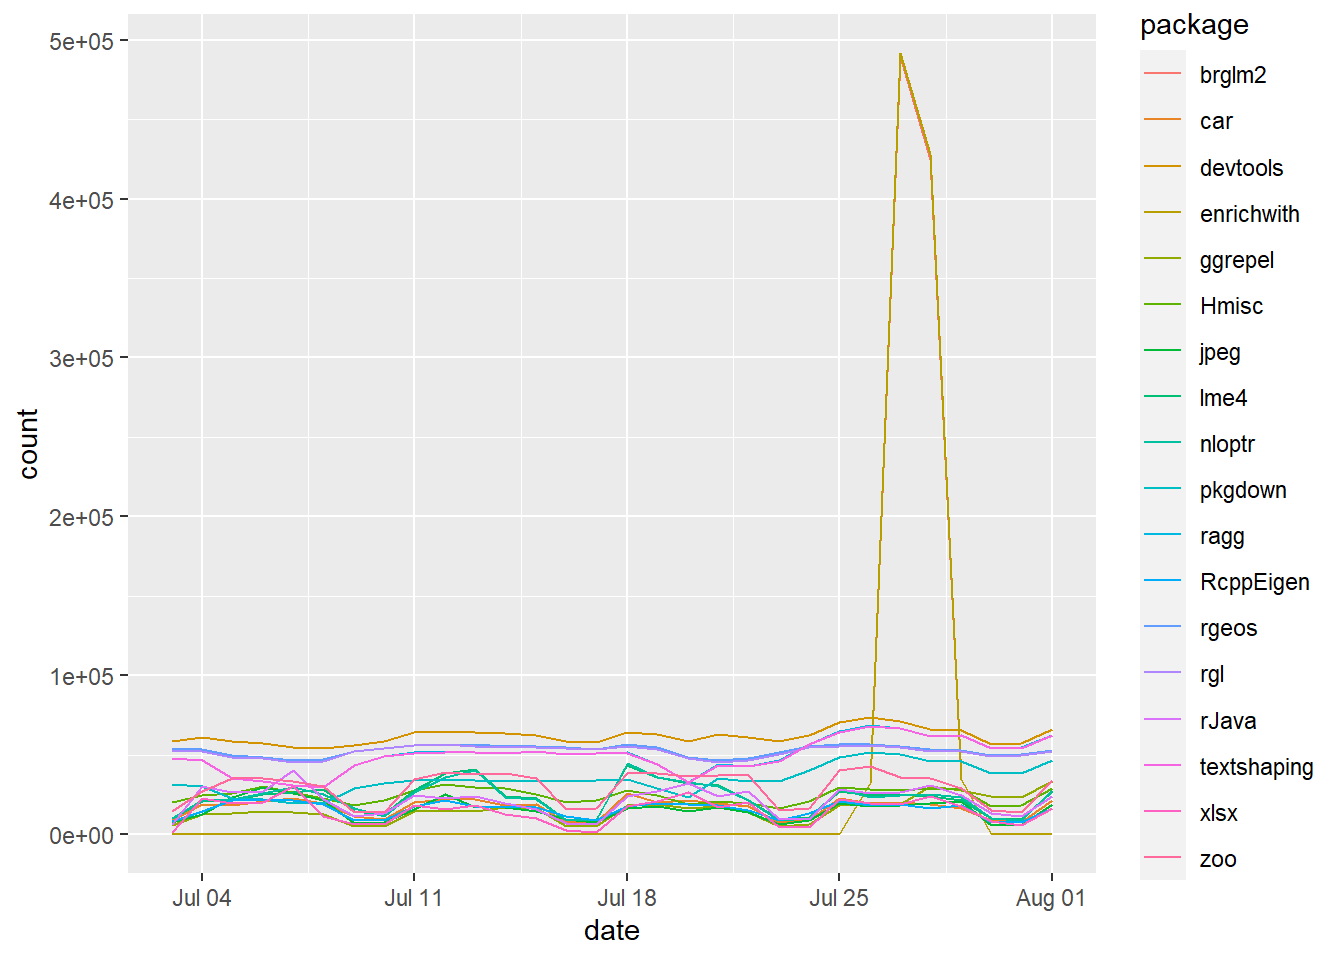 package
brglm2
car
devtools
enrichwith
ggrepel
Hmisc
jpeg
lme4
nloptr
pkgdown
ragg
RcppEigen
rgeos
rgl
rJava
textshaping
xlsx
zoo
count
5e+05
4e+05
3e+05
2e+05
1e+05
0e+00
Jul 04 Jul 11 Jul 18 Jul 25 Aug 01
date